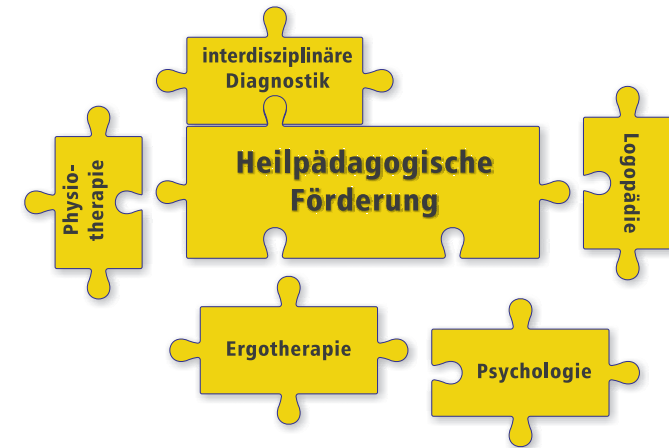 interdisziplinäre
Diagnostik
Heilpädagogische
Förderung
Physio-
therapie
Logopädie
Ergotherapie
Psychologie